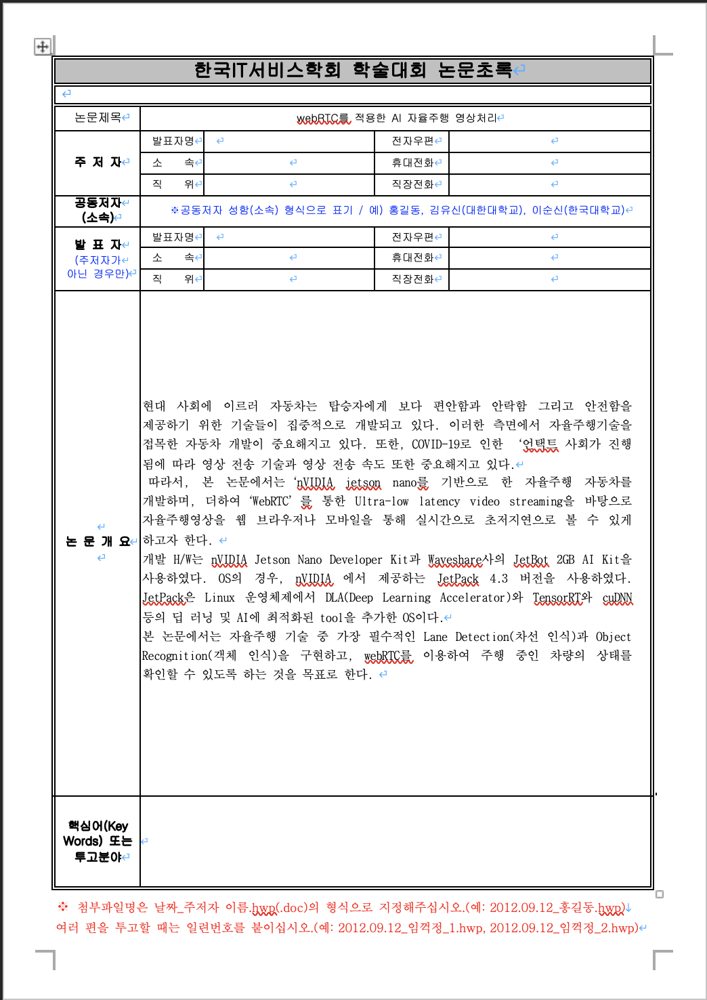 한국IT서비스학회 학술대회 논문초록
논문제목 webRTC를 적용한 AI 자율주행 영상처리
주 저 자
발표자명 전자우편
소 속 휴대전화
직 위 직장전화
공동저자
(소속)
※공동저자 성함(소속) 형식으로 표기 / 예) 홍길동, 김유신(대한대학교), 이순신(한국대학교)
발 표 자
(주저자가
아닌 경우만)
발표자명 전자우편
소 속 휴대전화
직 위 직장전화
논 문 개 요
현대 사회에 이르러 자동차는 탑승자에게 보다 편안함과 안락함 그리고 안전함을
제공하기 위한 기술들이 집중적으로 개발되고 있다. 이러한 측면에서 자율주행기술을
접목한 자동차 개발이 중요해지고 있다. 또한, COVID-19로 인한 ‘언택트 사회가 진행
됨에 따라 영상 전송 기술과 영상 전송 속도 또한 중요해지고 있다.
따라서, 본 논문에서는 ‘nVIDIA jetson nano를 기반으로 한 자율주행 자동차를
개발하며, 더하여 ‘WebRTC’ 를 통한 Ultra-low latency video streaming을 바탕으로
자율주행영상을 웹 브라우저나 모바일을 통해 실시간으로 초저지연으로 볼 수 있게
하고자 한다.
개발 H/W는 nVIDIA Jetson Nano Developer Kit과 Waveshare사의 JetBot 2GB AI Kit을
사용하였다. OS의 경우, nVIDIA 에서 제공하는 JetPack 4.3 버전을 사용하였다.
JetPack은 Linux 운영체제에서 DLA(Deep Learning Accelerator)와 TensorRT와 cuDNN
등의 딥 러닝 및 AI에 최적화된 tool을 추가한 OS이다.
본 논문에서는 자율주행 기술 중 가장 필수적인 Lane Detection(차선 인식)과 Object
Recognition(객체 인식)을 구현하고, webRTC를 이용하여 주행 중인 차량의 상태를
확인할 수 있도록 하는 것을 목표로 한다.
핵심어(Key
Words) 또는
투고분야
※ 첨부파일명은 날짜_주저자 이름.hwp(.doc)의 형식으로 지정해주십시오.(예: 2012.09.12_홍길동.hwp)
여러 편을 투고할 때는 일련번호를 붙이십시오.(예: 2012.09.12_임꺽정_1.hwp, 2012.09.12_임꺽정_2.hwp)